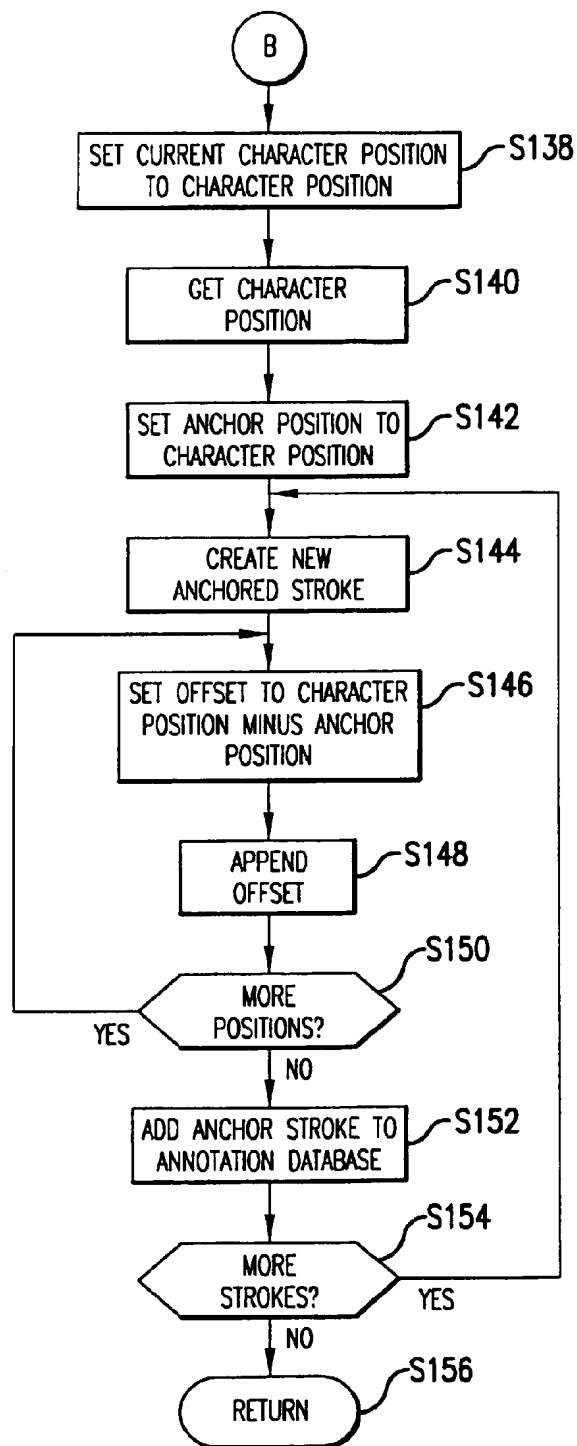 B
SET CURRENT CHARACTER POSITION
TO CHARACTER POSITION
S138
GET CHARACTER
POSITION
S140
SET ANCHOR POSITION TO
CHARACTER POSITION
S142
CREATE NEW
ANCHORED STROKE
S144
SET OFFSET TO CHARACTER
POSITION MINUS ANCHOR
POSITION
S146
APPEND
OFFSET
S148
MORE
POSITIONS?
S150
YES
NO
ADD ANCHOR STROKE TO
ANNOTATION DATABASE
S152
MORE
STROKES?
S154
YES
NO
RETURN
S156